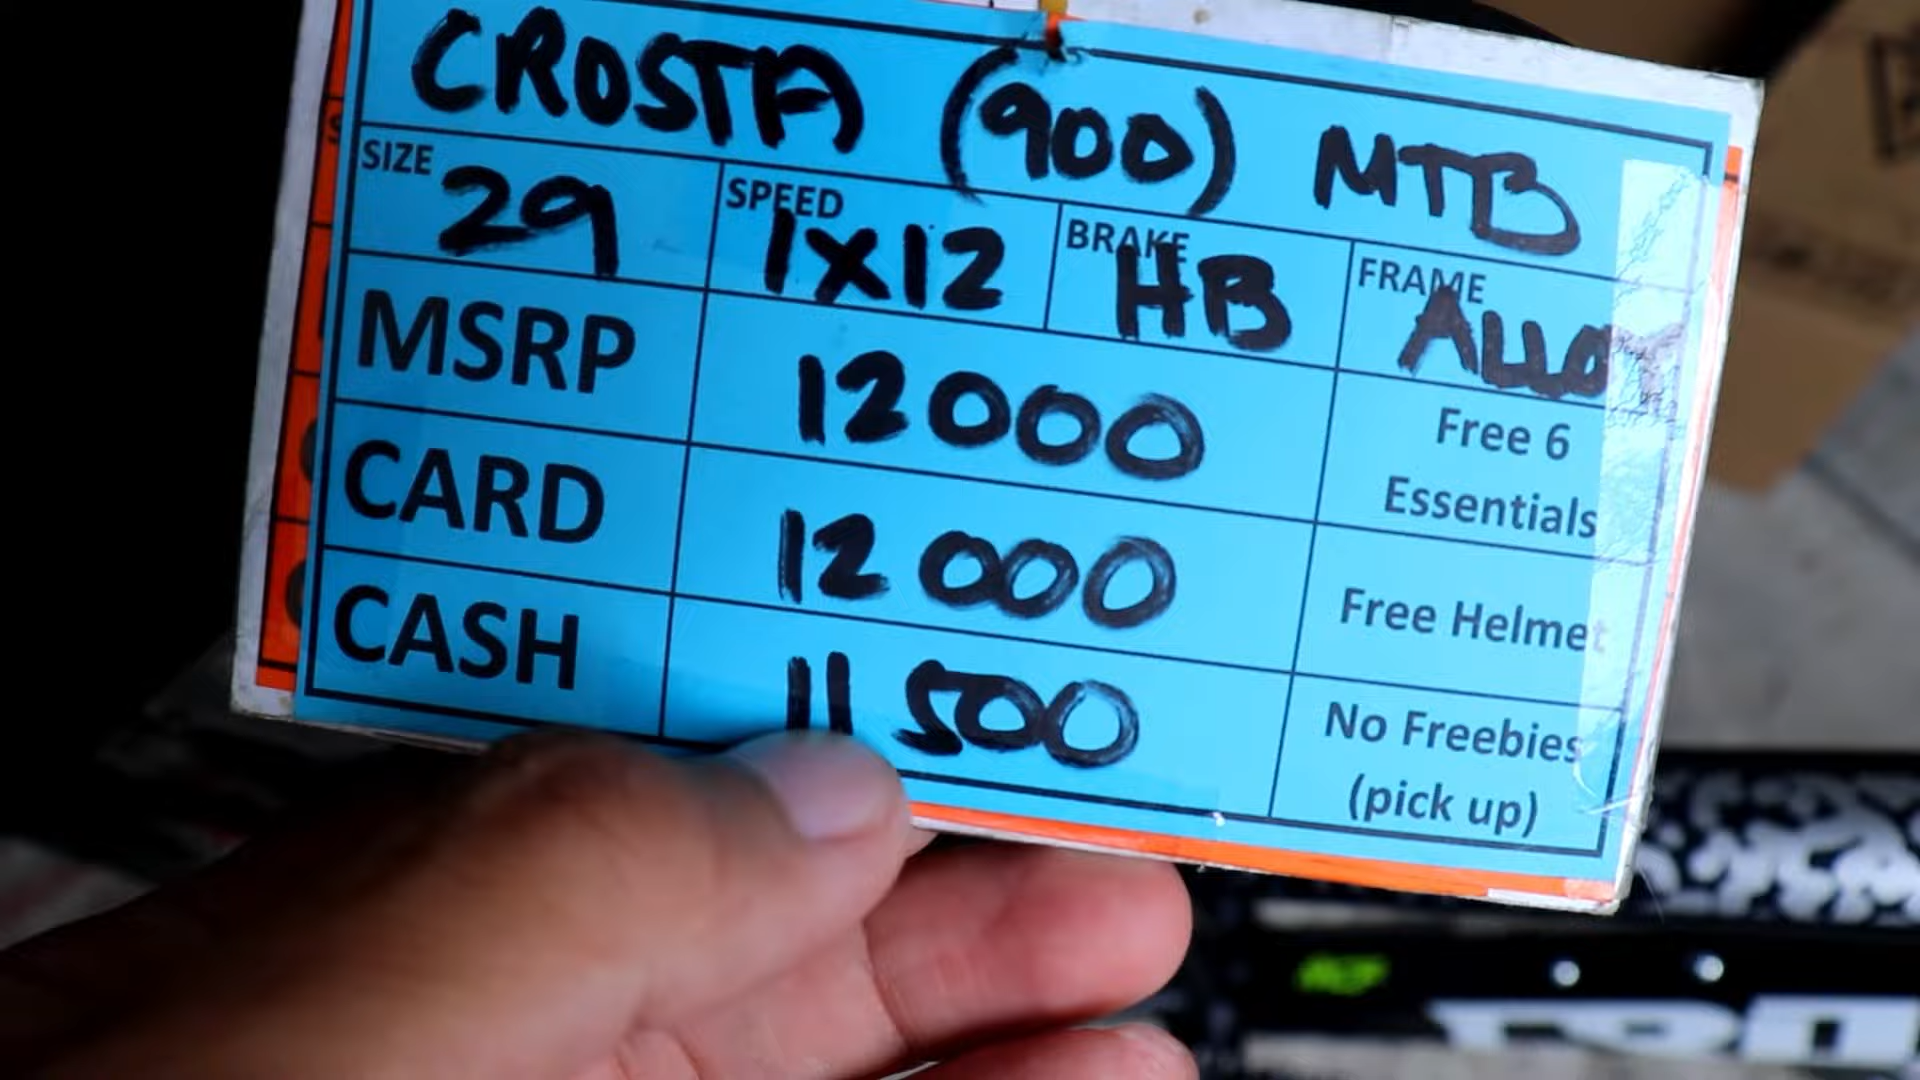 CROSTA (900) MTB
SIZE 29 SPEED 1X12 BRAKE HB FRAME ALLO
MSRP 12000 Free 6 Essentials
CARD 12000 Free Helmet
CASH 11500 No Freebies (pick up)